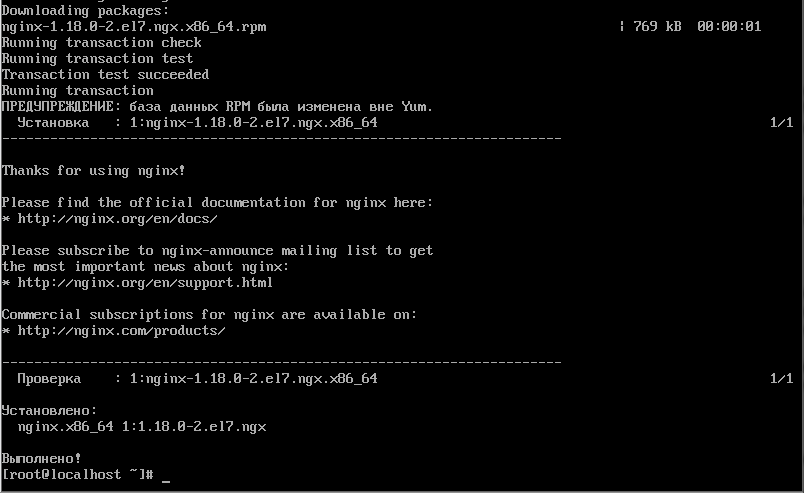 Downloading packages:
nginx-1.18.0-2.el7.ngx.x86_64.rpm | 769 kB 00:00:01
Running transaction check
Running transaction test
Transaction test succeeded
Running transaction
ПРЕДУПРЕЖДЕНИЕ: база данных RPM была изменена вне Yum.
Установка : 1:nginx-1.18.0-2.el7.ngx.x86_64 1/1
----------------------------------------------------------------------
Thanks for using nginx!
Please find the official documentation for nginx here:
* http://nginx.org/en/docs/
Please subscribe to nginx-announce mailing list to get
the most important news about nginx:
* http://nginx.org/en/support.html
Commercial subscriptions for nginx are available on:
* http://nginx.com/products/
----------------------------------------------------------------------
Проверка : 1:nginx-1.18.0-2.el7.ngx.x86_64 1/1
Установлено:
nginx.x86_64 1:1.18.0-2.el7.ngx
Выполнено!
[root@localhost ~]# _